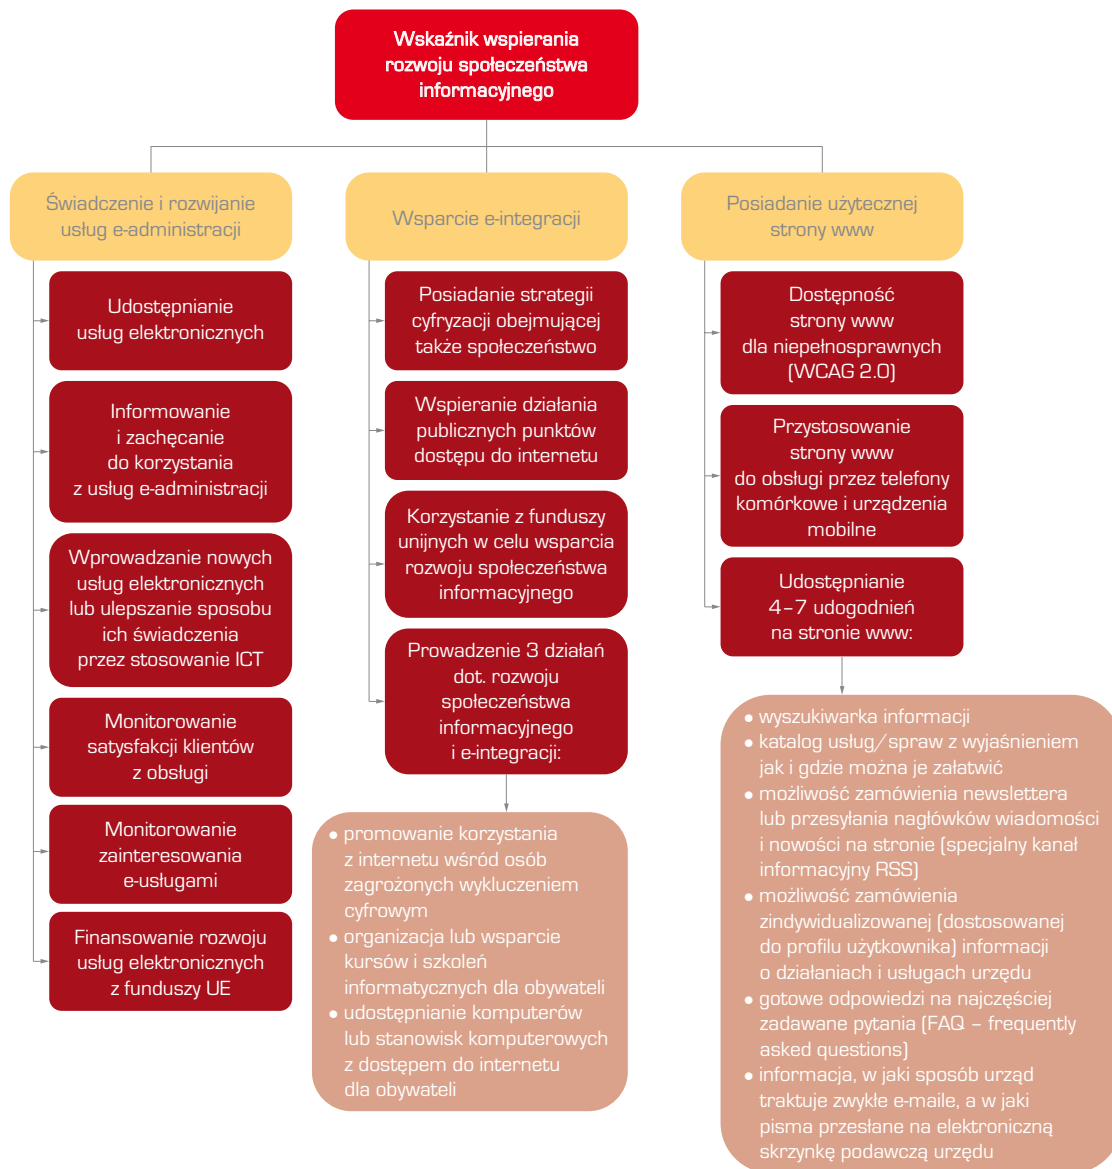 Wskaźnik wspierania
rozwoju społeczeństwa
informacyjnego
Świadczenie i rozwijanie
usług e-administracji
Udostępnianie
usług elektronicznych
Informowanie
i zachęcanie
do korzystania
z usług e-administracji
Wprowadzanie nowych
usług elektronicznych
lub ulepszanie sposobu
ich świadczenia
przez stosowanie ICT
Monitorowanie
satysfakcji klientów
z obsługi
Monitorowanie
zainteresowania
e-usługami
Finansowanie rozwoju
usług elektronicznych
z funduszy UE
Wsparcie e-integracji
Posiadanie strategii
cyfryzacji obejmującej
także społeczeństwo
Wspieranie działania
publicznych punktów
dostępu do internetu
Korzystanie z funduszy
unijnych w celu wsparcia
rozwoju społeczeństwa
informacyjnego
Prowadzenie 3 działań
dot. rozwoju
społeczeństwa
informacyjnego
i e-integracji:
● promowanie korzystania
z internetu wśród osób
zagrożonych wykluczeniem
cyfrowym
● organizacja lub wsparcie
kursów i szkoleń
informatycznych dla obywateli
● udostępnianie komputerów
lub stanowisk komputerowych
z dostępem do internetu
dla obywateli
Posiadanie użytecznej
strony www
Dostępność
strony www
dla niepełnosprawnych
(WCAG 2.0)
Przystosowanie
strony www
do obsługi przez telefony
komórkowe i urządzenia
mobilne
Udostępnianie
4–7 udogodnień
na stronie www:
● wyszukiwarka informacji
● katalog usług/spraw z wyjaśnieniem
jak i gdzie można je załatwić
● możliwość zamówienia newslettera
lub przesyłania nagłówków wiadomości
i nowości na stronie (specjalny kanał
informacyjny RSS)
● możliwość zamówienia
zindywidualizowanej (dostosowanej
do profilu użytkownika) informacji
o działaniach i usługach urzędu
● gotowe odpowiedzi na najczęściej
zadawane pytania (FAQ – frequently
asked questions)
● informacja, w jaki sposób urząd
traktuje zwykłe e-maile, a w jaki
pisma przesłane na elektroniczną
skrzynkę podawczą urzędu